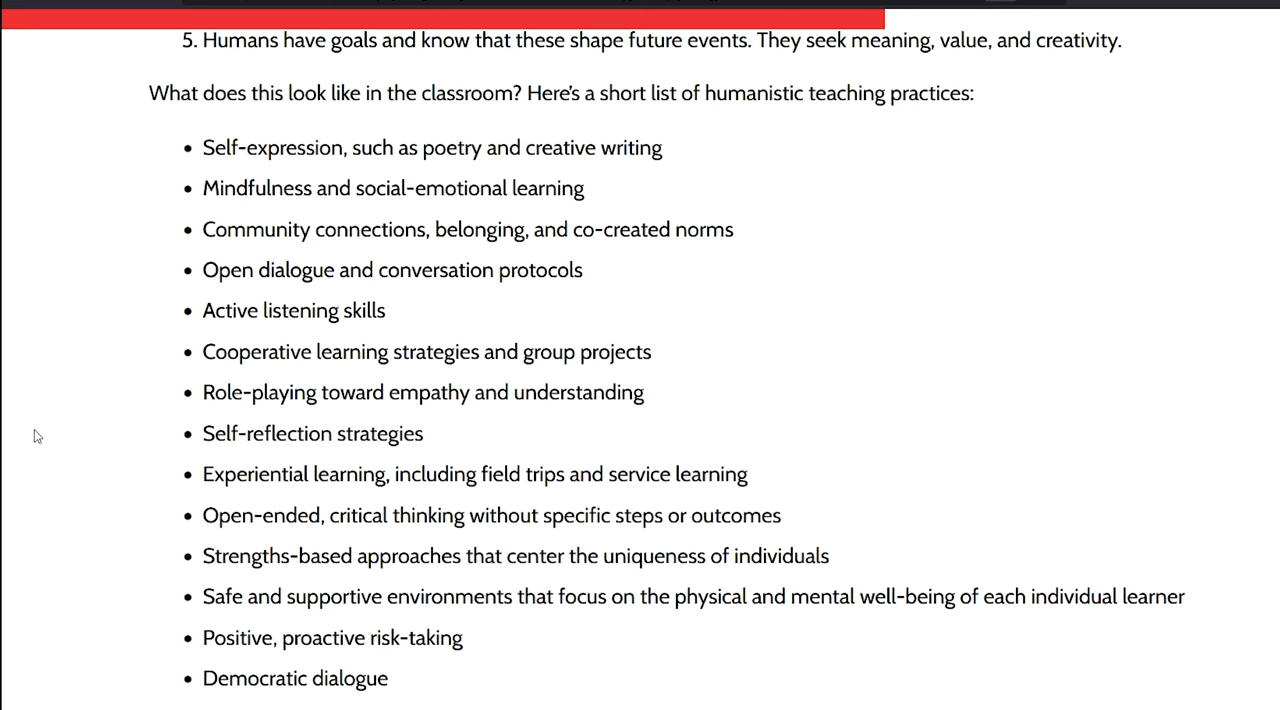 5. Humans have goals and know that these shape future events. They seek meaning, value, and creativity.
What does this look like in the classroom? Here's a short list of humanistic teaching practices:
• Self-expression, such as poetry and creative writing
• Mindfulness and social-emotional learning
• Community connections, belonging, and co-created norms
• Open dialogue and conversation protocols
• Active listening skills
• Cooperative learning strategies and group projects
• Role-playing toward empathy and understanding
• Self-reflection strategies
• Experiential learning, including field trips and service learning
• Open-ended, critical thinking without specific steps or outcomes
• Strengths-based approaches that center the uniqueness of individuals
• Safe and supportive environments that focus on the physical and mental well-being of each individual learner
• Positive, proactive risk-taking
• Democratic dialogue